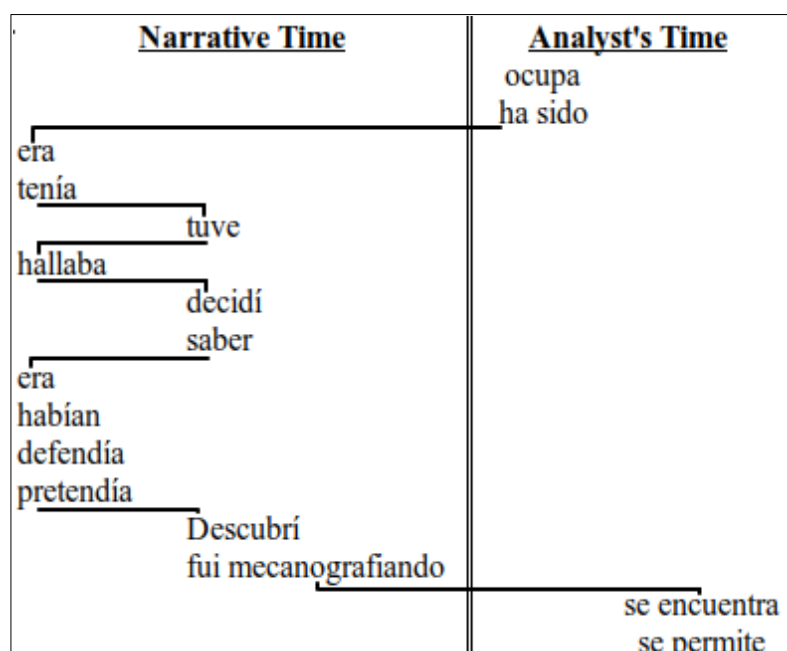 Narrative Time Analyst's Time
ocupa
ha sido
era
tenía
tuve
hallaba
decidí
saber
era
habían
defendía
pretendía
Descubrí
fui mecanografiando
se encuentra
se permite